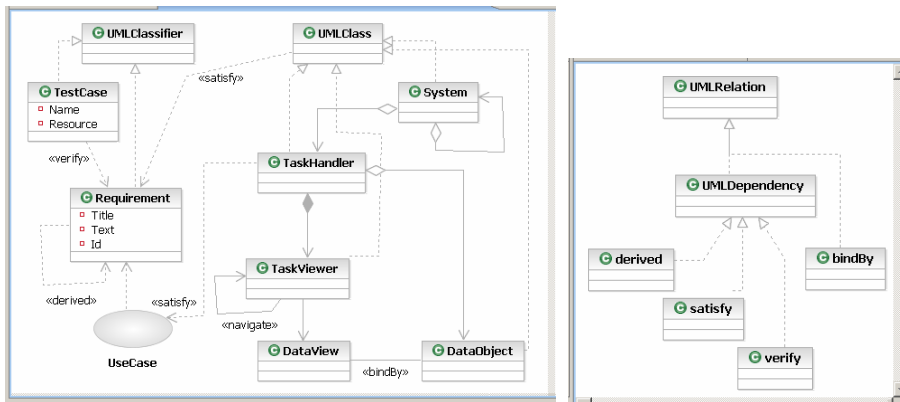 UMLClassifier
UMLClass
«satisfy»
TestCase
Name
Resource
System
«verify»
TaskHandler
Requirement
Title
Text
Id
TaskViewer
«derived»
«satisfy»
«navigate»
UseCase
DataView
«bindBy»
DataObject
UMLRelation
UMLDependency
derived
bindBy
satisfy
verify